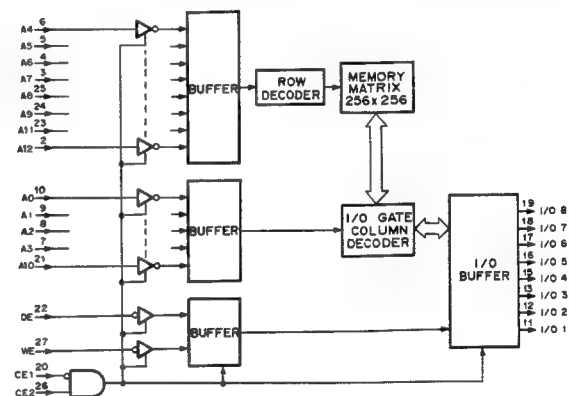 A4 6
A5 5
A6 4
A7 3
A8 25
A9 24
A11 23
A12 2
BUFFER
ROW
DECODER
MEMORY
MATRIX
256x256
A0 10
A1 9
A2 8
A3 7
A10 21
BUFFER
I/O GATE
COLUMN
DECODER
I/O
BUFFER
19 I/O 8
18 I/O 7
17 I/O 6
16 I/O 5
15 I/O 4
13 I/O 3
12 I/O 2
11 I/O 1
OE 22
WE 27
BUFFER
CE1 20
CE2 26